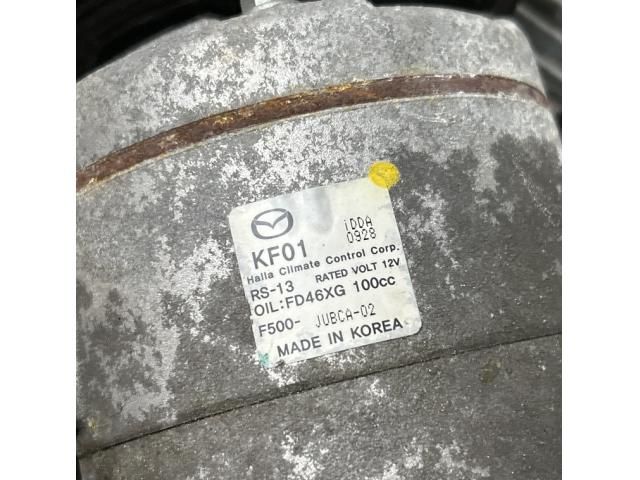 KF01 iDDA
0928
Halla Climate Control Corp.
RS-13 RATED VOLT 12V
OIL:FD46XG 100cc
F500- JUBCA-02
MADE IN KOREA